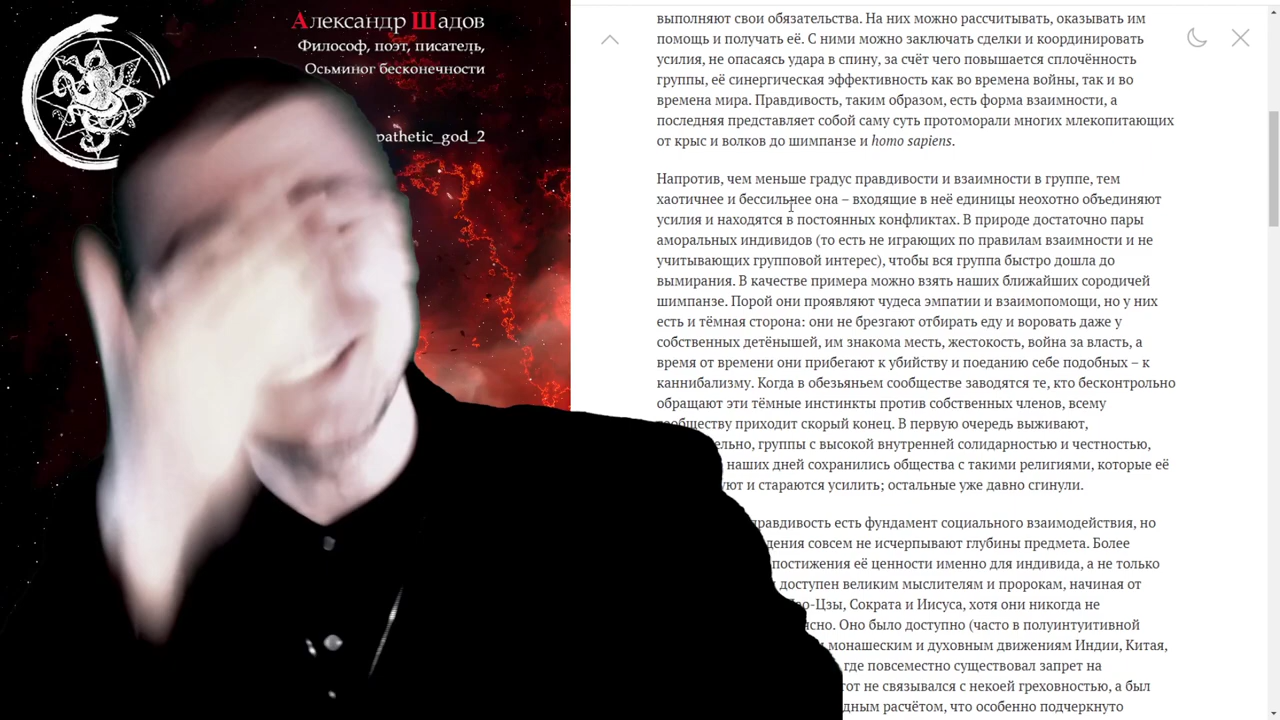 Александр Шадов
Философ, поэт, писатель,
Осьминог бесконечности
pathetic_god_2
выполняют свои обязательства. На них можно рассчитывать, оказывать им
помощь и получать её. С ними можно заключать сделки и координировать
усилия, не опасаясь удара в спину, за счёт чего повышается сплочённость
группы, её синергическая эффективность как во времена войны, так и во
времена мира. Правдивость, таким образом, есть форма взаимности, а
последняя представляет собой саму суть протоморали многих млекопитающих
от крыс и волков до шимпанзе и homo sapiens.
Напротив, чем меньше градус правдивости и взаимности в группе, тем
хаотичнее и бессильнее она – входящие в неё единицы неохотно объединяют
усилия и находятся в постоянных конфликтах. В природе достаточно пары
аморальных индивидов (то есть не играющих по правилам взаимности и не
учитывающих групповой интерес), чтобы вся группа быстро дошла до
вымирания. В качестве примера можно взять наших ближайших сородичей
шимпанзе. Порой они проявляют чудеса эмпатии и взаимопомощи, но у них
есть и тёмная сторона: они не брезгают отбирать еду и воровать даже у
собственных детёнышей, им знакома месть, жестокость, война за власть, а
время от времени они прибегают к убийству и поеданию себе подобных – к
каннибализму. Когда в обезьяньем сообществе заводятся те, кто бесконтрольно
обращают эти тёмные инстинкты против собственных членов, всему
сообществу приходит скорый конец. В первую очередь выживают,
группы с высокой внутренней солидарностью и честностью,
наших дней сохранились общества с такими религиями, которые её
и стараются усилить; остальные уже давно сгинули.
правдивость есть фундамент социального взаимодействия, но
совсем не исчерпывают глубины предмета. Более
постижения её ценности именно для индивида, а не только
доступен великим мыслителям и пророкам, начиная от
Сократа и Иисуса, хотя они никогда не
Оно было доступно (часто в полуинтуитивной
монашеским и духовным движениям Индии, Китая,
где повсеместно существовал запрет на
не связывался с некоей греховностью, а был
расчётом, что особенно подчеркнуто